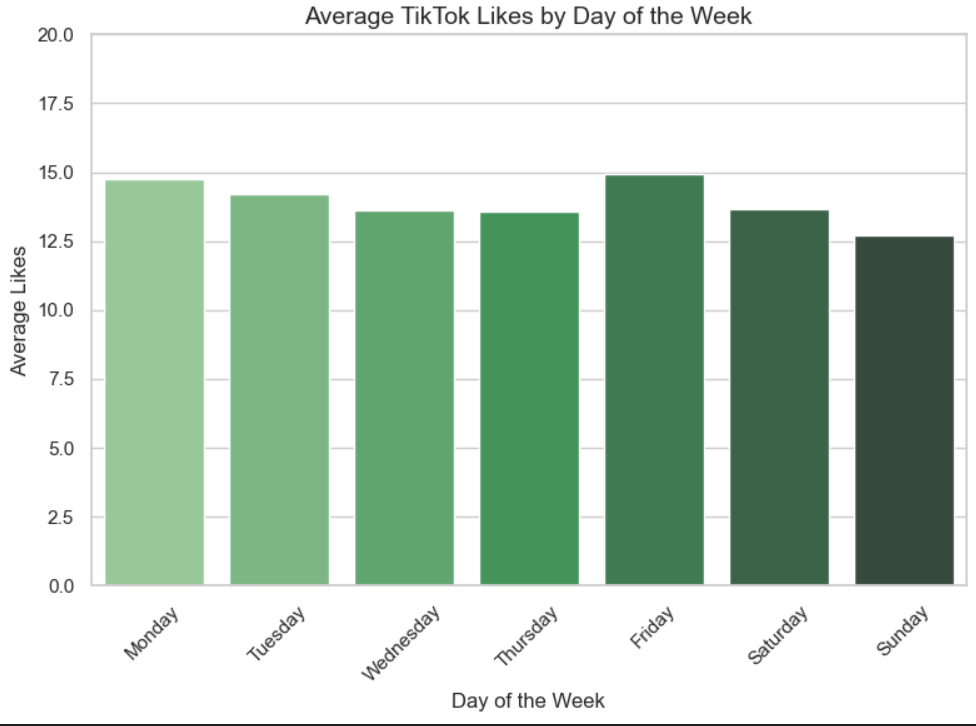 Average TikTok Likes by Day of the Week
20.0
17.5
15.0
12.5
10.0
7.5
5.0
2.5
0.0
Average Likes
Monday
Tuesday
Wednesday
Thursday
Friday
Saturday
Sunday
Day of the Week